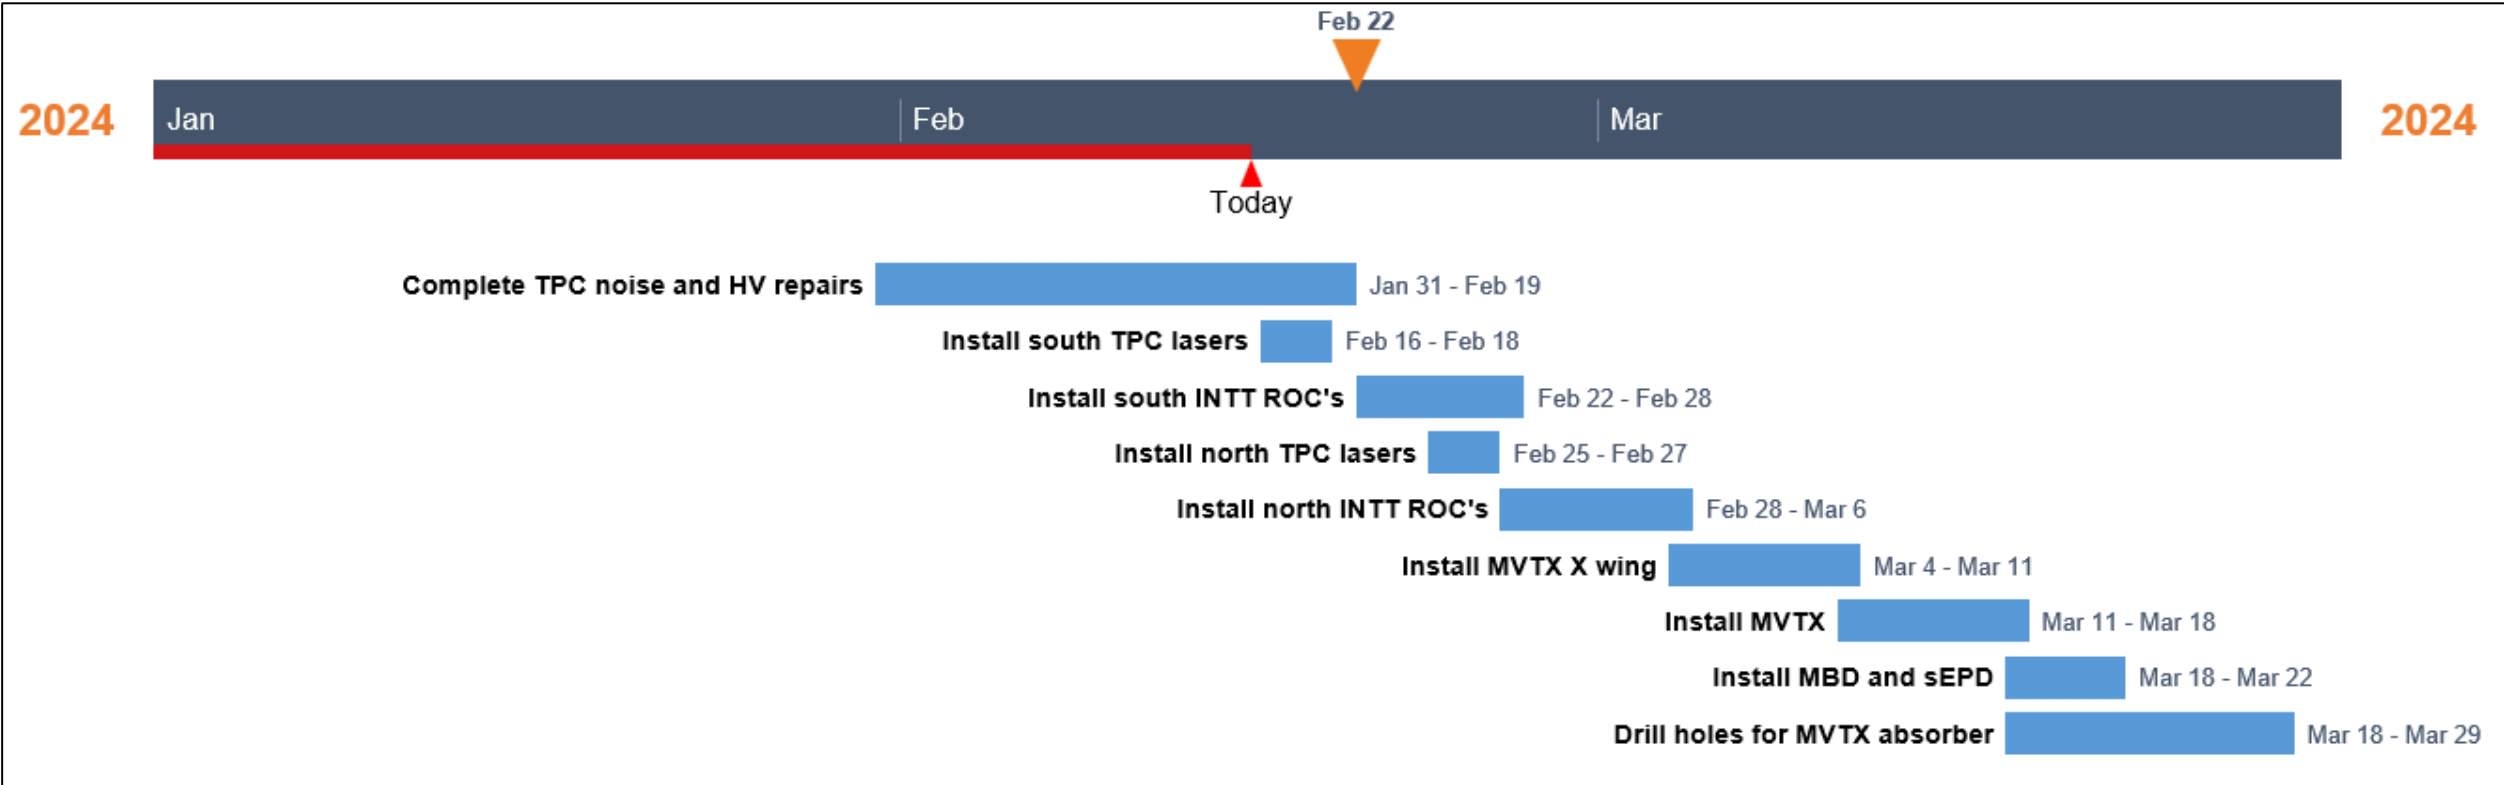 Feb 22
2024 Jan Feb Mar 2024
Today
Complete TPC noise and HV repairs Jan 31 - Feb 19
Install south TPC lasers Feb 16 - Feb 18
Install south INTT ROC's Feb 22 - Feb 28
Install north TPC lasers Feb 25 - Feb 27
Install north INTT ROC's Feb 28 - Mar 6
Install MVTX X wing Mar 4 - Mar 11
Install MVTX Mar 11 - Mar 18
Install MBD and sEPD Mar 18 - Mar 22
Drill holes for MVTX absorber Mar 18 - Mar 29